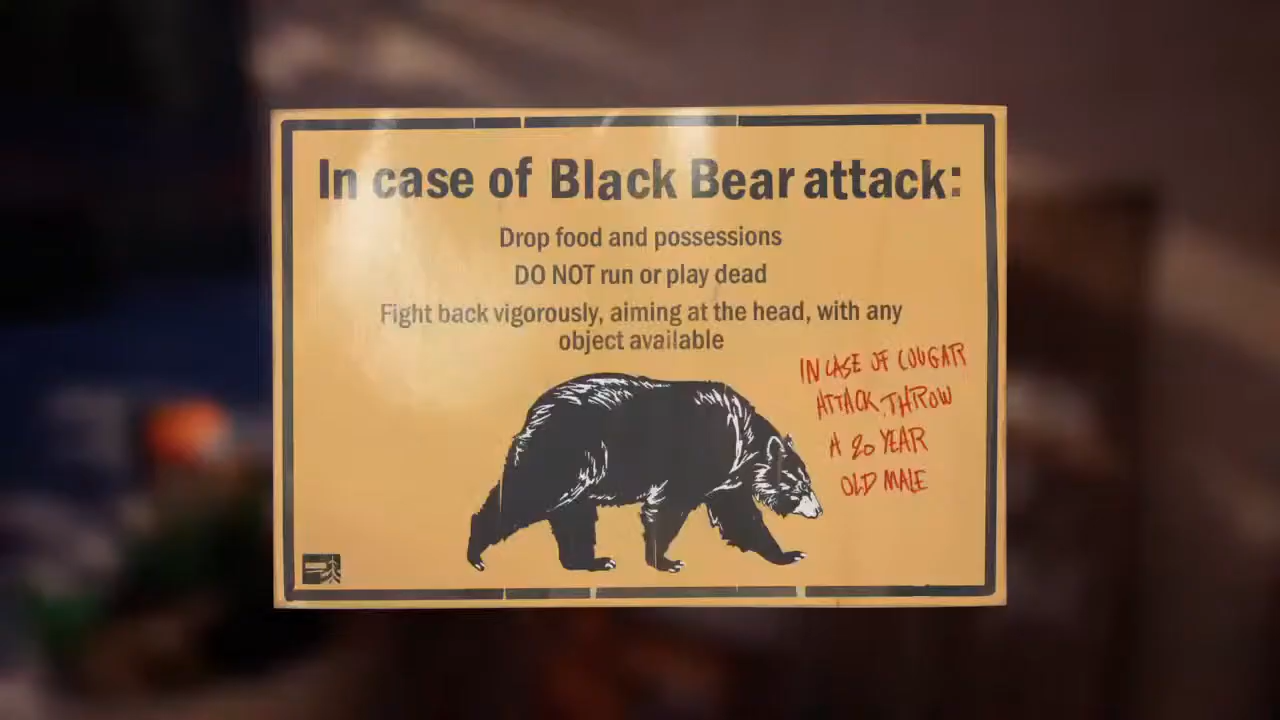 In case of Black Bear attack:
Drop food and possessions
DO NOT run or play dead
Fight back vigorously, aiming at the head, with any
object available
IN CASE OF COUGAR
ATTACK, THROW
A 20 YEAR
OLD MALE